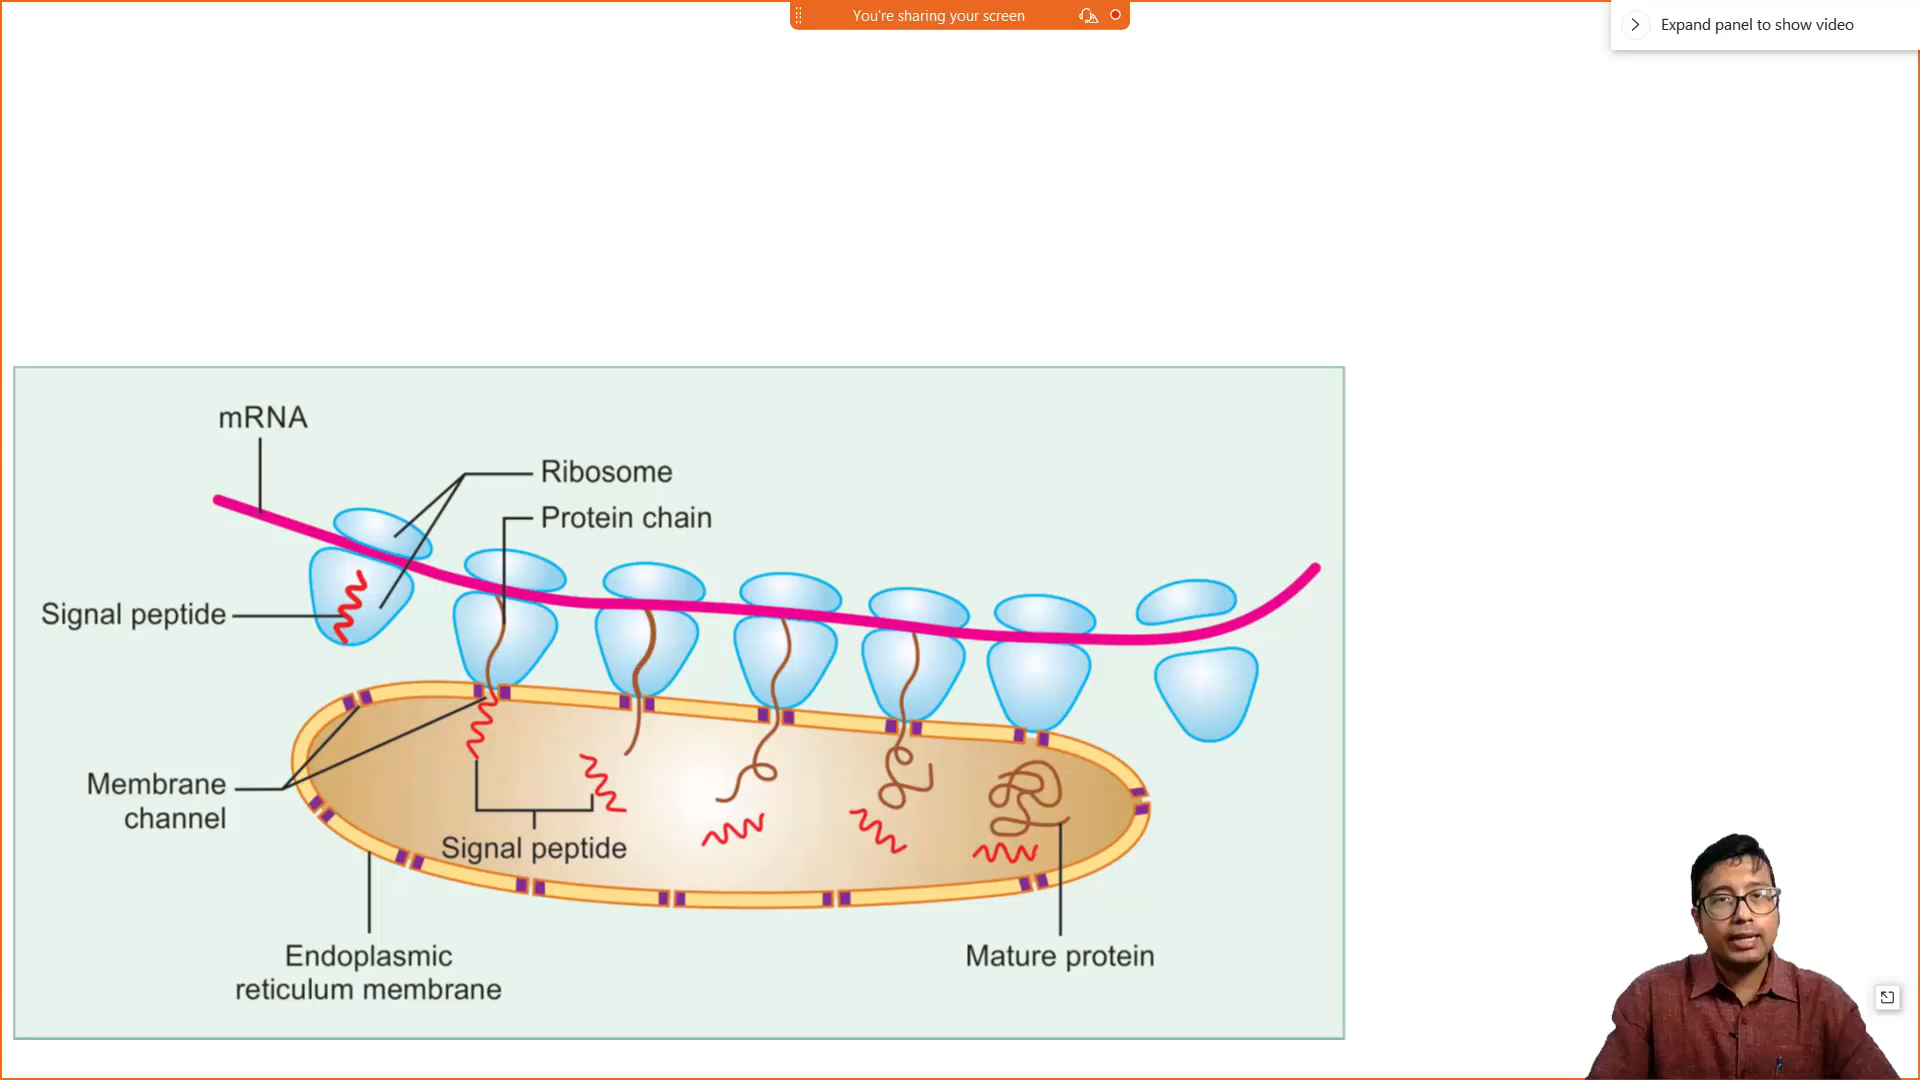 You're sharing your screen
Expand panel to show video
mRNA
Ribosome
Protein chain
Signal peptide
Membrane
channel
Signal peptide
Endoplasmic
reticulum membrane
Mature protein